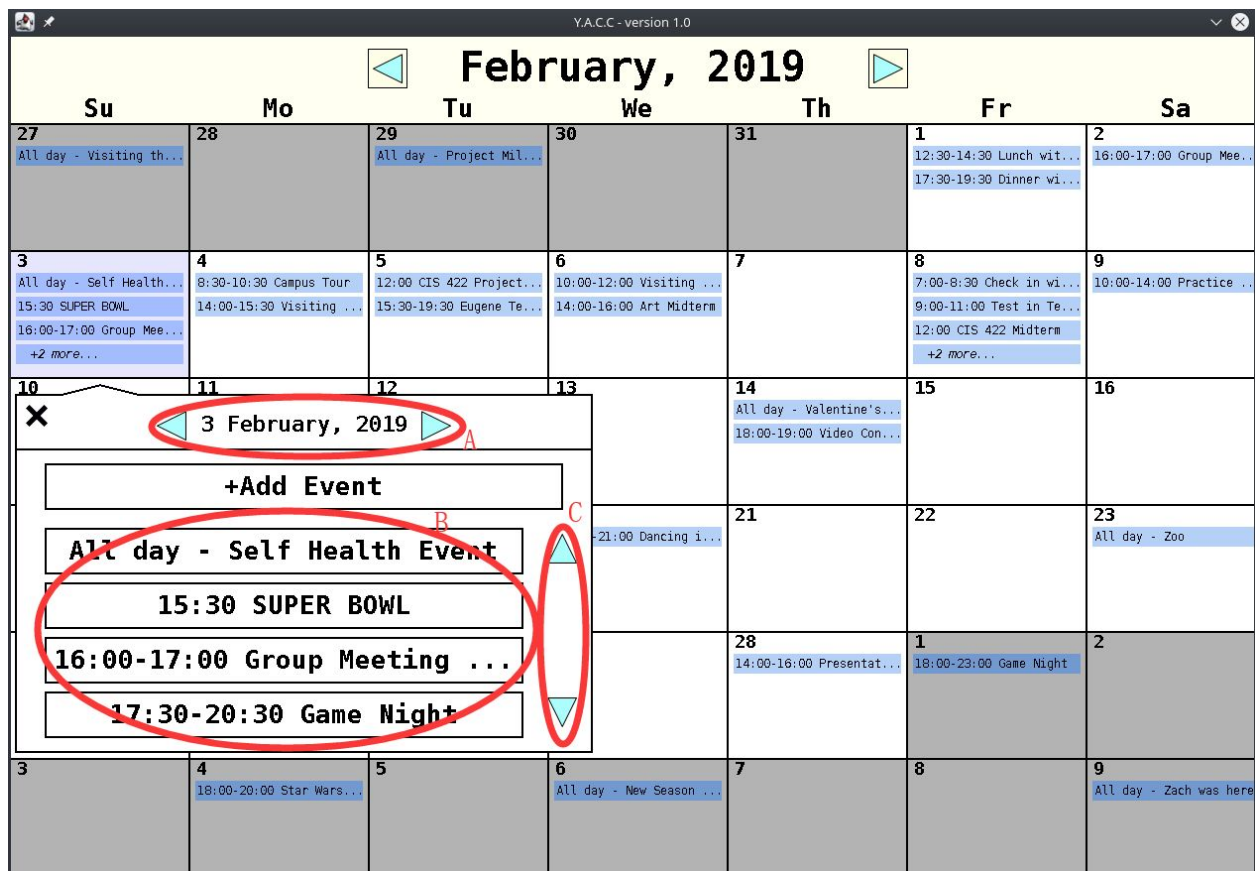 Y.A.C.C - version 1.0
February, 2019
Su Mo Tu We Th Fr Sa
27 28 29 30 31 1 2
All day - Visiting th... All day - Project Mil... 12:30-14:30 Lunch wit... 16:00-17:00 Group Mee..
17:30-19:30 Dinner wi...
3 4 5 6 7 8 9
All day - Self Health... 8:30-10:30 Campus Tour 12:00 CIS 422 Project... 10:00-12:00 Visiting ... 7:00-8:30 Check in wi... 10:00-14:00 Practice ..
15:30 SUPER BOWL 14:00-15:30 Visiting ... 15:30-19:30 Eugene Te... 14:00-16:00 Art Midterm 9:00-11:00 Test in Te...
16:00-17:00 Group Mee... 12:00 CIS 422 Midterm
+2 more... +2 more...
10 11 12 13 14 15 16
All day - Valentine's...
18:00-19:00 Video Con...
3 February, 2019
A
+Add Event
B C
21 22 23
-21:00 Dancing i... All day - Zoo
All day - Self Health Event
15:30 SUPER BOWL
28 1 2
14:00-16:00 Presentat... 18:00-23:00 Game Night
16:00-17:00 Group Meeting ...
17:30-20:30 Game Night
3 4 5 6 7 8 9
18:00-20:00 Star Wars... All day - New Season ... All day - Zach was here